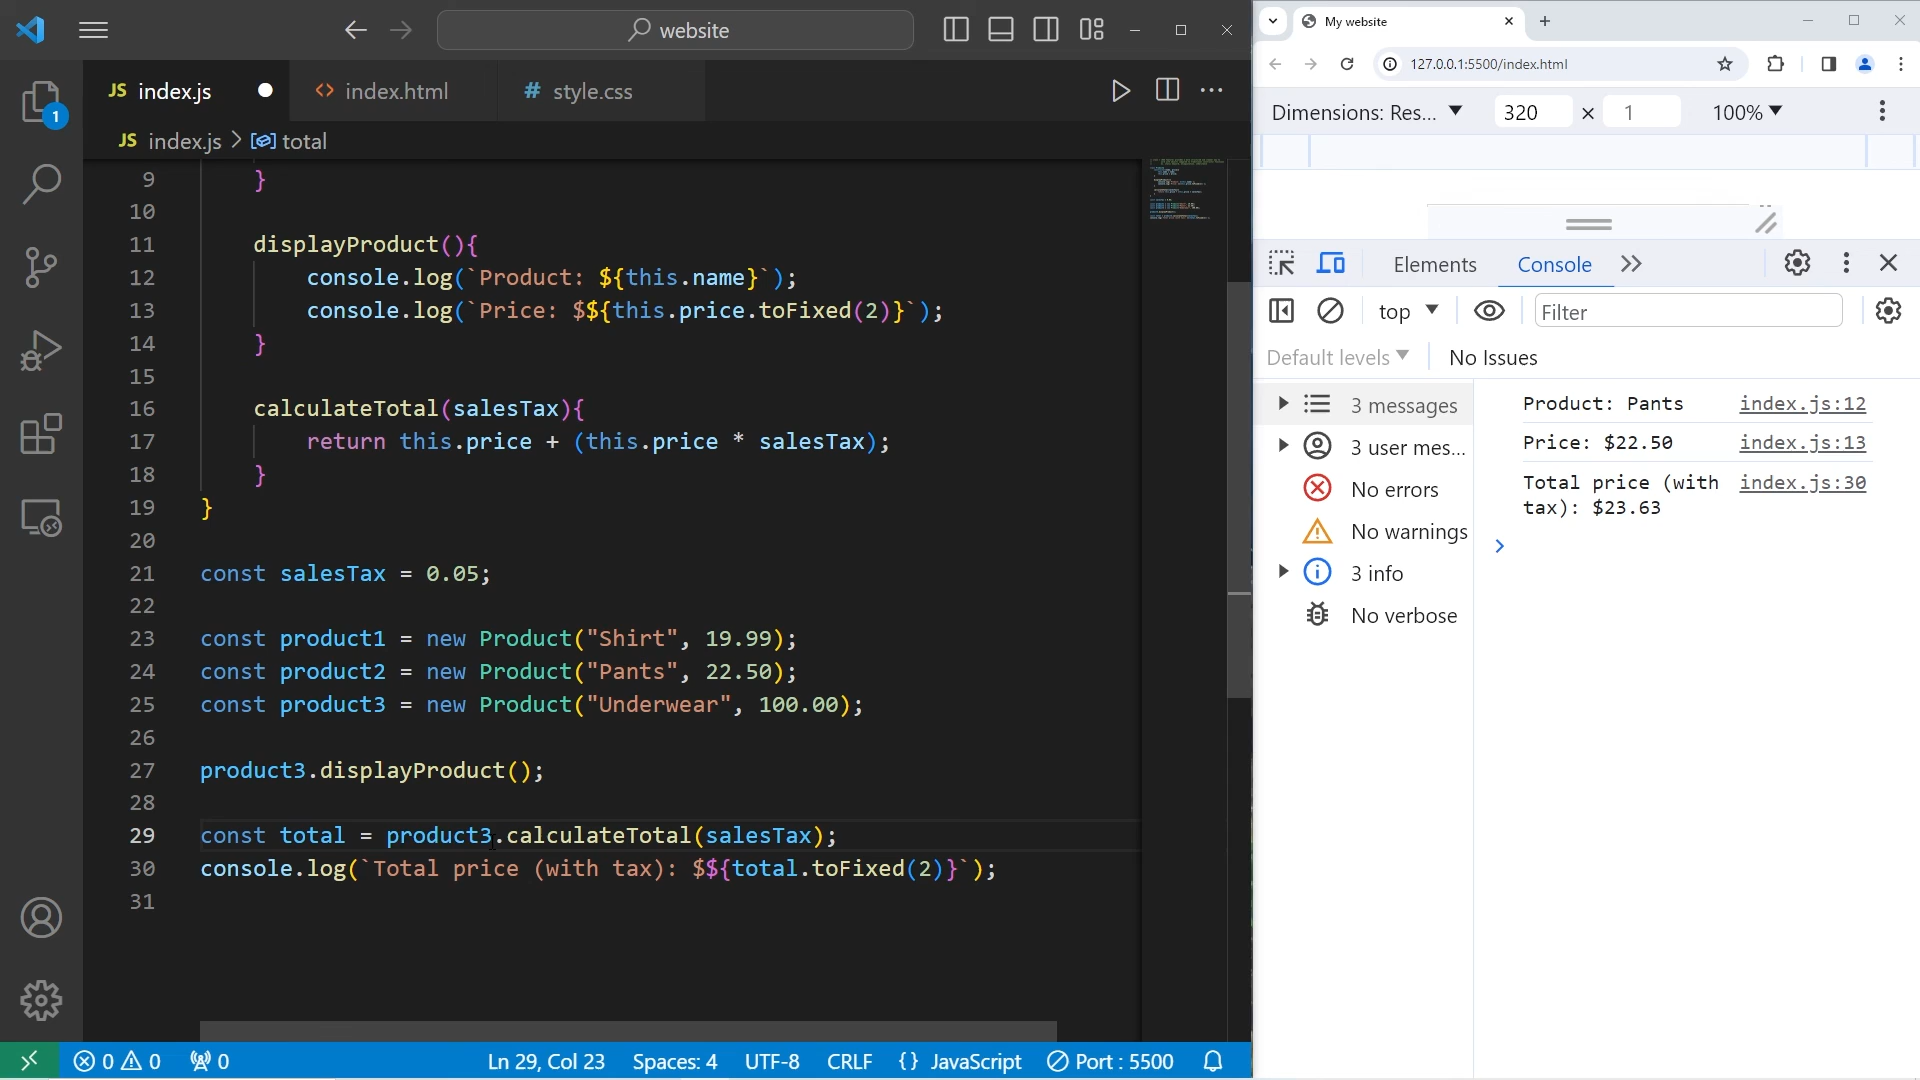 website
JS index.js
<> index.html
# style.css
JS index.js > total
1
9 }
10
11 displayProduct(){
12 console.log(`Product: ${this.name}`);
13 console.log(`Price: $${this.price.toFixed(2)}`);
14 }
15
16 calculateTotal(salesTax){
17 return this.price + (this.price * salesTax);
18 }
19 }
20
21 const salesTax = 0.05;
22
23 const product1 = new Product("Shirt", 19.99);
24 const product2 = new Product("Pants", 22.50);
25 const product3 = new Product("Underwear", 100.00);
26
27 product3.displayProduct();
28
29 const total = product3.calculateTotal(salesTax);
30 console.log(`Total price (with tax): $${total.toFixed(2)}`);
31
0 0 0 Ln 29, Col 23 Spaces: 4 UTF-8 CRLF {} JavaScript Port : 5500
My website
127.0.0.1:5500/index.html
Dimensions: Res... 320 × 1 100%
Elements Console
top Filter
Default levels No Issues
3 messages
3 user mes...
No errors
No warnings
3 info
No verbose
Product: Pants index.js:12
Price: $22.50 index.js:13
Total price (with index.js:30
tax): $23.63